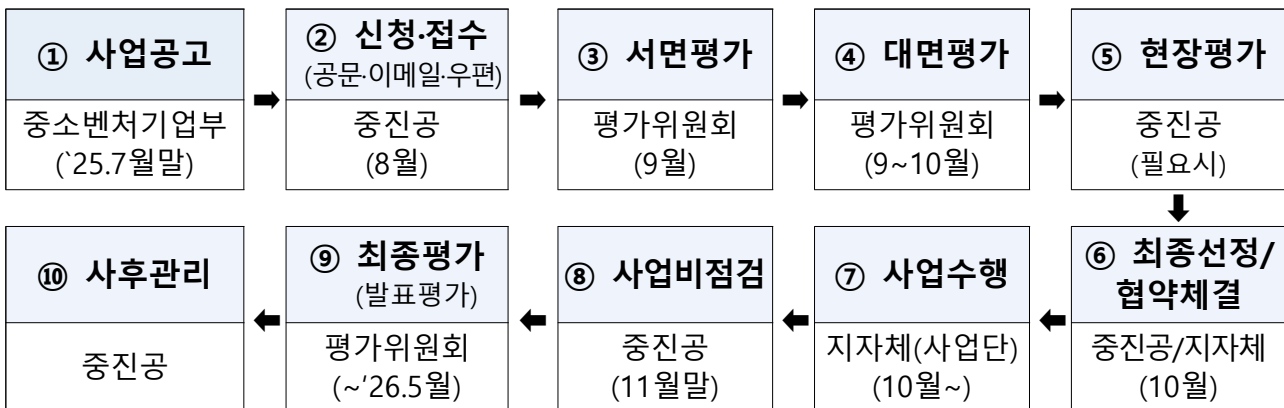 ① 사업공고
중소벤처기업부
(`25.7월말)
② 신청·접수
(공문·이메일·우편)
중진공
(8월)
③ 서면평가
평가위원회
(9월)
④ 대면평가
평가위원회
(9~10월)
⑤ 현장평가
중진공
(필요시)
⑥ 최종선정/
협약체결
중진공/지자체
(10월)
⑦ 사업수행
지자체(사업단)
(10월~)
⑧ 사업비점검
중진공
(11월말)
⑨ 최종평가
(발표평가)
평가위원회
(~'26.5월)
⑩ 사후관리
중진공